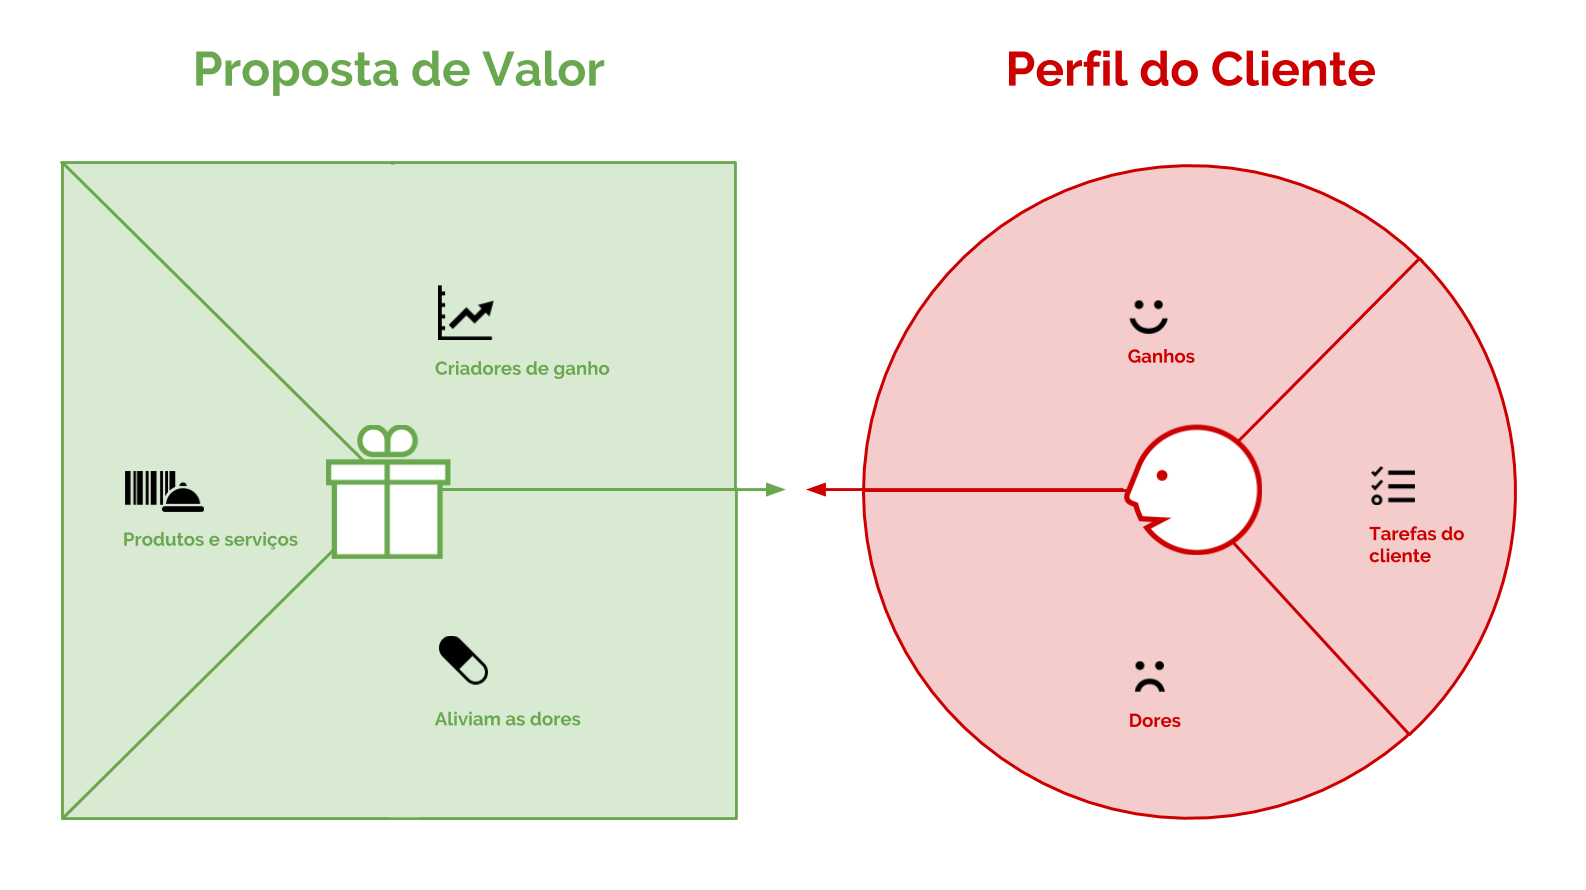 Proposta de Valor
Perfil do Cliente
Criadores de ganho
Produtos e serviços
Aliviam as dores
Ganhos
Tarefas do
cliente
Dores